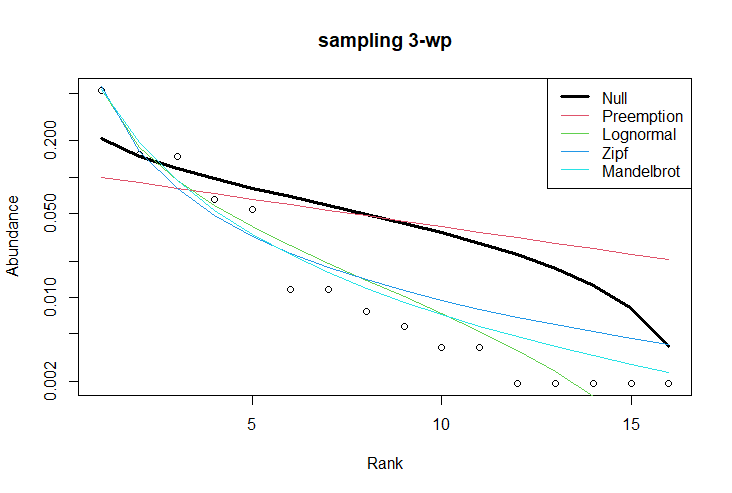 sampling 3-wp
Null
Preemption
Lognormal
Zipf
Mandelbrot
Abundance
0.200
0.050
0.010
0.002
5
10
15
Rank